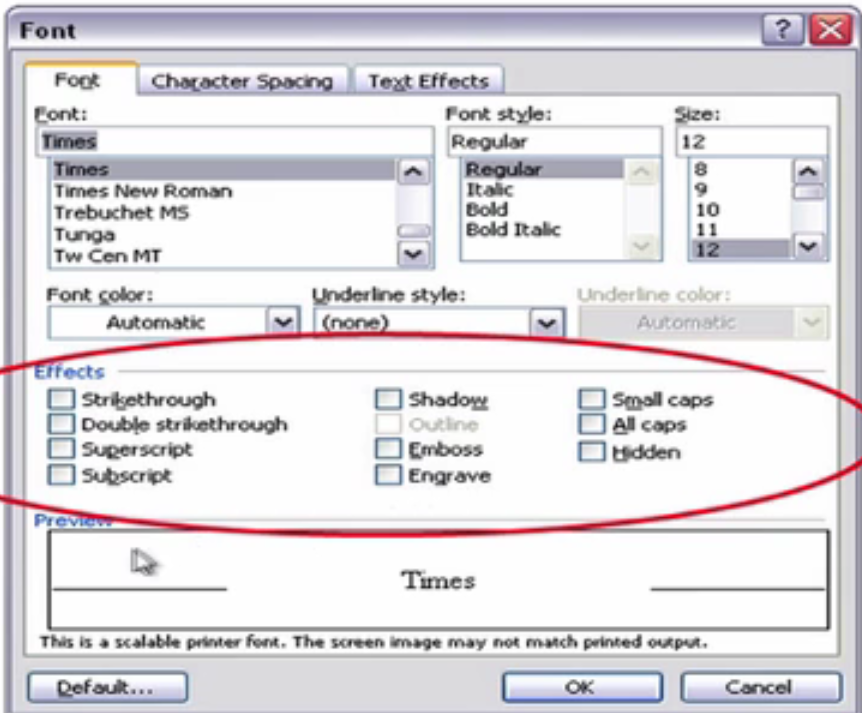 Font
Font Character Spacing Text Effects
Font: Font style: Size:
Times Regular 12
Times Regular 8
Times New Roman Italic 9
Trebuchet MS Bold 10
Tunga Bold Italic 11
Tw Cen MT 12
Font color: Underline style: Underline color:
Automatic (none) Automatic
Effects
Strikethrough Shadow Small caps
Double strikethrough Outline All caps
Superscript Emboss Hidden
Subscript Engrave
Preview
Times
This is a scalable printer font. The screen image may not match printed output.
Default... OK Cancel